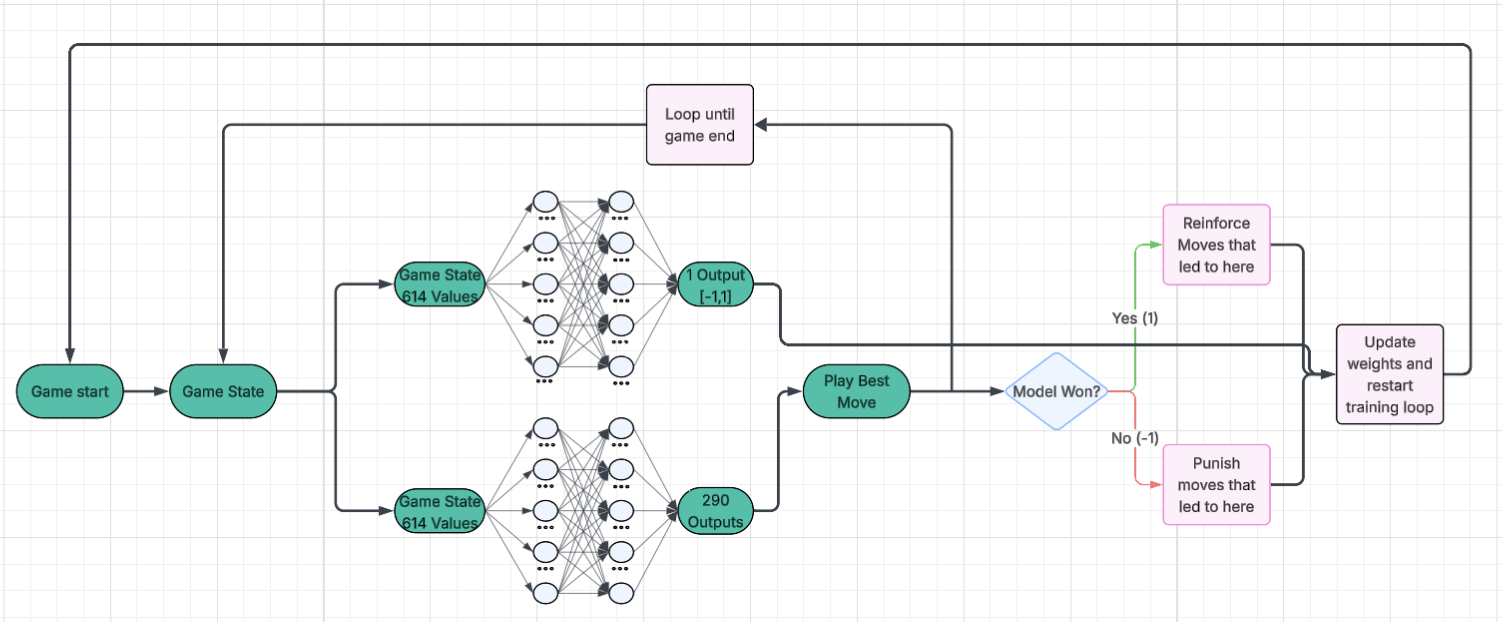 Loop until
game end
Reinforce
Moves that
led to here
Game State
614 Values
1 Output
[-1,1]
Yes (1)
Game start
Game State
Play Best
Move
Model Won?
Update
weights and
restart
training loop
No (-1)
Punish
moves that
led to here
Game State
614 Values
290
Outputs